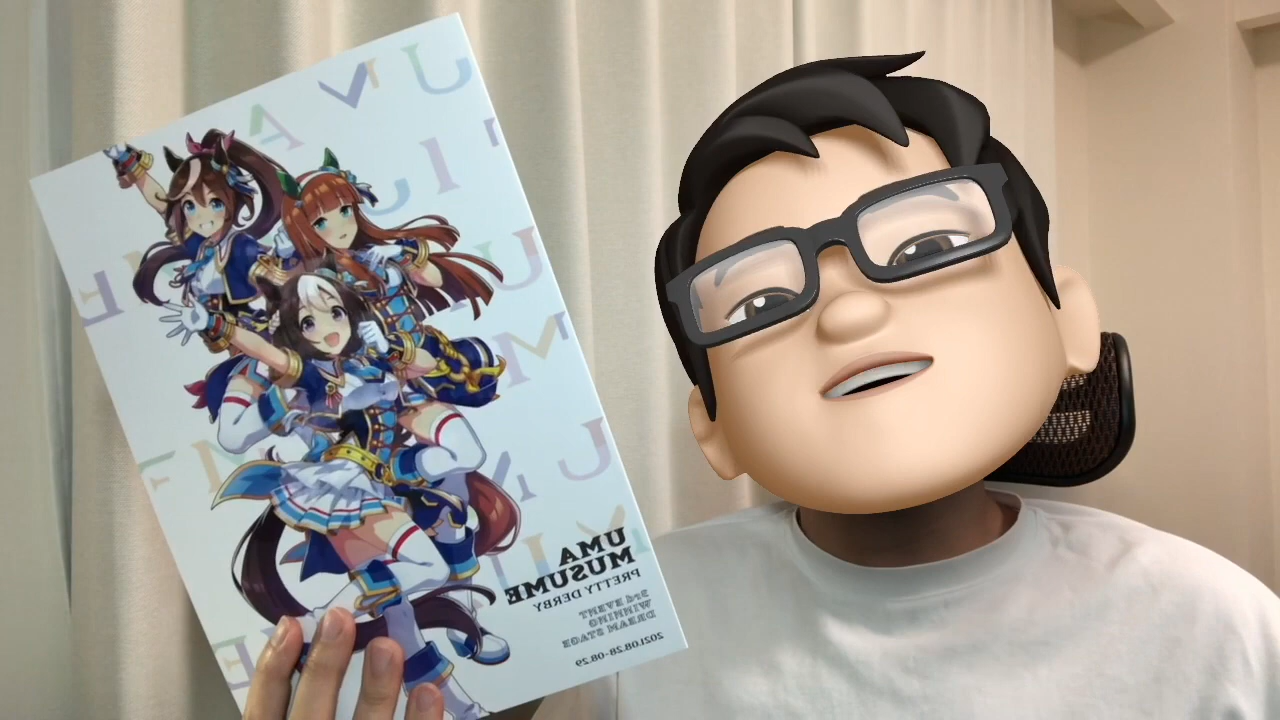 UMA
MUSUME
PRETTY DERBY
3rd EVENT
WINNING
DREAM STAGE
2021.08.28-08.29